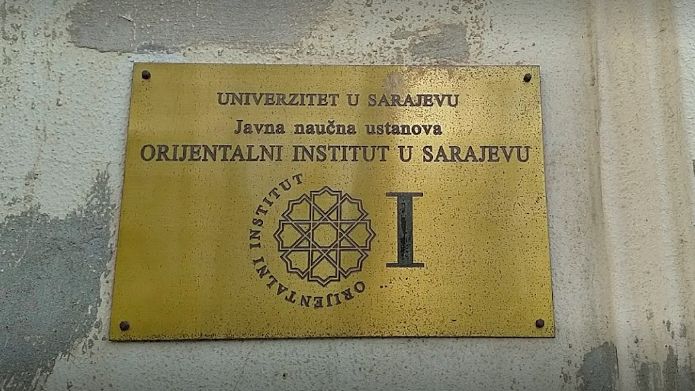 UNIVERZITET U SARAJEVU
Javna naučna ustanova
ORIJENTALNI INSTITUT U SARAJEVU
ORIJENTALNI INSTITUT
I